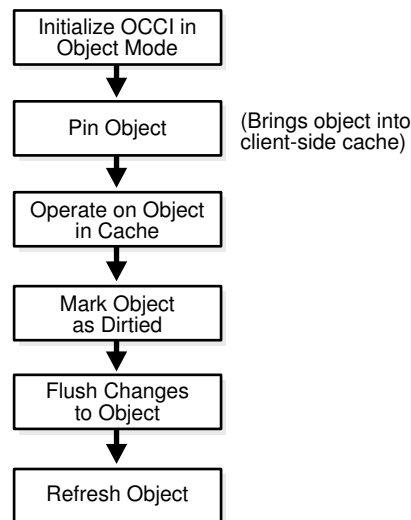 Initialize OCCI in
Object Mode
Pin Object
(Brings object into
client-side cache)
Operate on Object
in Cache
Mark Object
as Dirtied
Flush Changes
to Object
Refresh Object